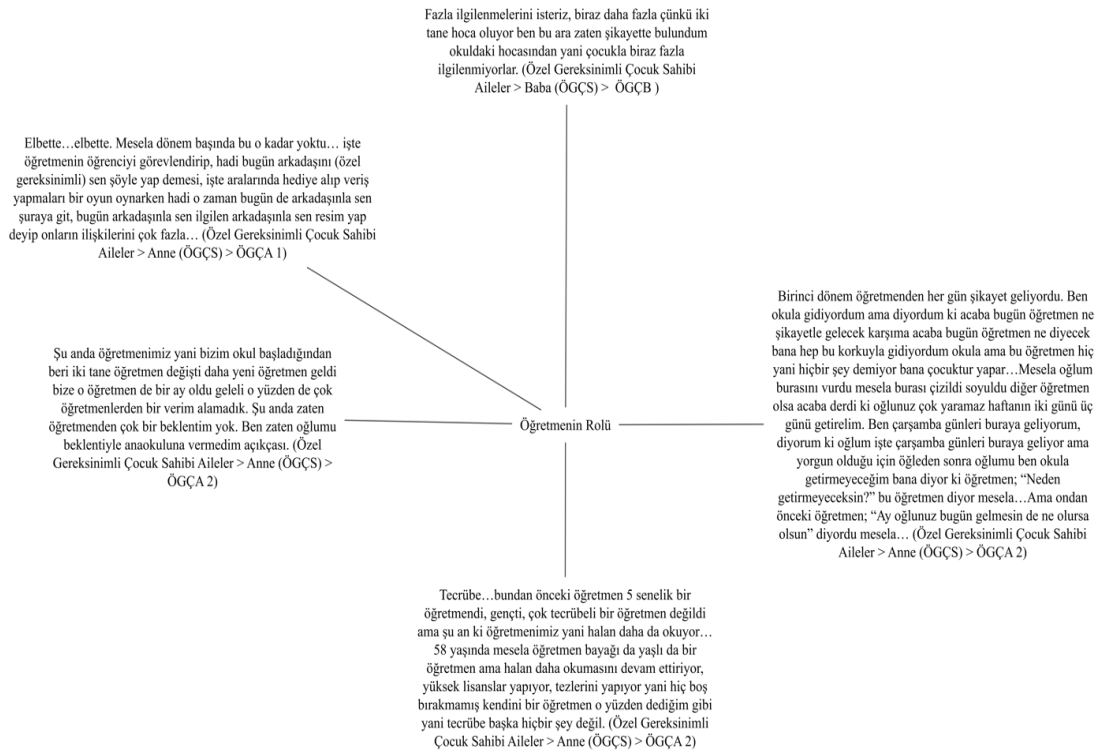 Fazla ilgilenmelerini isteriz, biraz daha fazla çünkü iki
tane hoca oluyor ben bu ara zaten şikayette bulundum
okuldaki hocasından yani çocukla biraz fazla
ilgilenmiyorlar. (Özel Gereksinimli Çocuk Sahibi
Aileler > Baba (ÖGÇS) > ÖGÇB )
Elbette…elbette. Mesela dönem başında bu o kadar yoktu… işte
öğretmenin öğrenciyi görevlendirip, hadi bugün arkadaşını (özel
gereksinimli) sen şöyle yap demesi, işte aralarında hediye alıp veriş
yapmaları bir oyun oynarken hadi o zaman bugün de arkadaşınla sen
şuraya git, bugün arkadaşınla sen ilgilen arkadaşınla sen resim yap
deyip onların ilişkilerini çok fazla… (Özel Gereksinimli Çocuk Sahibi
Aileler > Anne (ÖGÇS) > ÖGÇA 1)
Şu anda öğretmenimiz yani bizim okul başladığından
beri iki tane öğretmen değişti daha yeni öğretmen geldi
bize o öğretmen de bir ay oldu geleli o yüzden de çok
öğretmenlerden bir verim alamadık. Şu anda zaten
öğretmenden çok bir beklentim yok. Ben zaten oğlumu
beklentiyle anaokuluna vermedim açıkçası. (Özel
Gereksinimli Çocuk Sahibi Aileler > Anne (ÖGÇS) >
ÖGÇA 2)
Öğretmenin Rolü
Birinci dönem öğretmenden her gün şikayet geliyordu. Ben
okula gidiyordum ama diyordum ki acaba bugün öğretmen ne
şikayetle gelecek karşıma acaba bugün öğretmen ne diyecek
bana hep bu korkuyla gidiyordum okula ama bu öğretmen hiç
yani hiçbir şey demiyor bana çocuktur yapar…Mesela oğlum
burasını vurdu mesela burası çizildi soyuldu diğer öğretmen
olsa acaba derdi ki oğlunuz çok yaramaz haftanın iki günü üç
günü getirelim. Ben çarşamba günleri buraya geliyorum,
diyorum ki oğlum işte çarşamba günleri buraya geliyor ama
yorgun olduğu için öğleden sonra oğlumu ben okula
getirmeyeceğim bana diyor ki öğretmen; “Neden
getirmeyeceksin?” bu öğretmen diyor mesela…Ama ondan
önceki öğretmen; “Ay oğlunuz bugün gelmesin de ne olursa
olsun” diyordu mesela… (Özel Gereksinimli Çocuk Sahibi
Aileler > Anne (ÖGÇS) > ÖGÇA 2)
Tecrübe…bundan önceki öğretmen 5 senelik bir
öğretmendi, gençti, çok tecrübeli bir öğretmen değildi
ama şu an ki öğretmenimiz yani halan daha da okuyor…
58 yaşında mesela öğretmen bayağı da yaşlı da bir
öğretmen ama halan daha okumasını devam ettiriyor,
yüksek lisanslar yapıyor, tezlerini yapıyor yani hiç boş
bırakmamış kendini bir öğretmen o yüzden dediğim gibi
yani tecrübe başka hiçbir şey değil. (Özel Gereksinimli
Çocuk Sahibi Aileler > Anne (ÖGÇS) > ÖGÇA 2)